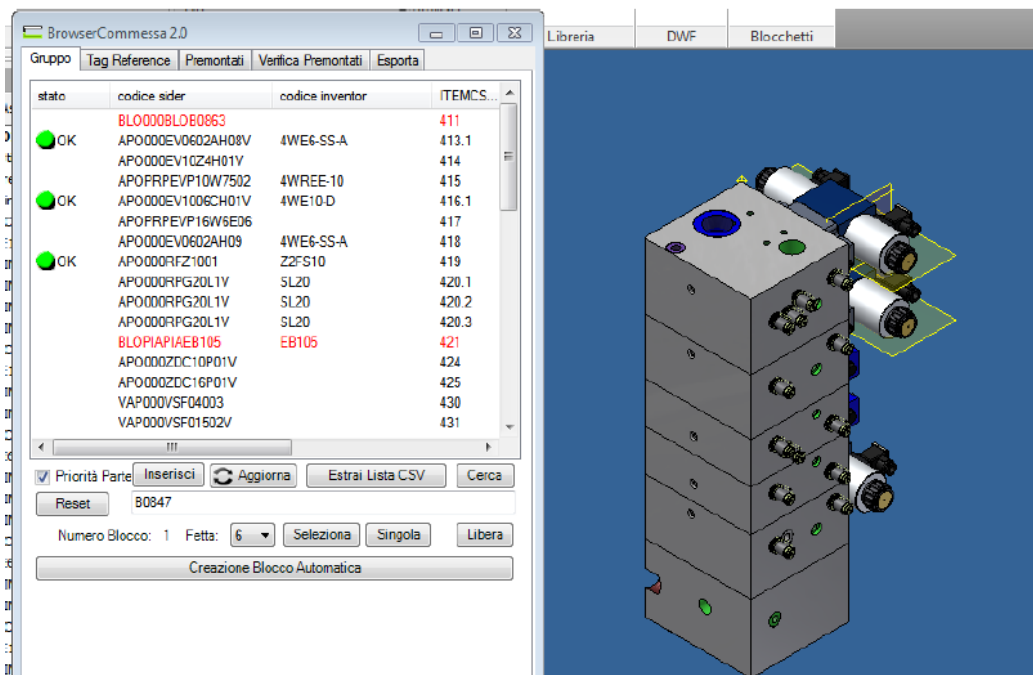 BrowserCommessa 2.0
Libreria DWF Blocchetti
Gruppo Tag Reference Premontati Verifica Premontati Esporta
stato codice sider codice inventor ITEMCS...
BLO000BLOB0863 411
OK APO000EV0602AH08V 4WE6-SS-A 413.1
APO000EV10Z4H01V 414
APOPRPEVP10W7502 4WREE-10 415
OK APO000EV1006CH01V 4WE10-D 416.1
APOPRPEVP16W6E06 417
APO000EV0602AH09 4WE6-SS-A 418
OK APO000RFZ1001 Z2FS10 419
APO000RPG20L1V SL20 420.1
APO000RPG20L1V SL20 420.2
APO000RPG20L1V SL20 420.3
BLOPIAPIAEB105 EB105 421
APO000ZDC10P01V 424
APO000ZDC16P01V 425
VAP000VSF04003 430
VAP000VSF01502V 431
Priorità Parte Inserisci Aggiorna Estrai Lista CSV Cerca
Reset B0847
Numero Blocco: 1 Fetta: 6 Seleziona Singola Libera
Creazione Blocco Automatica